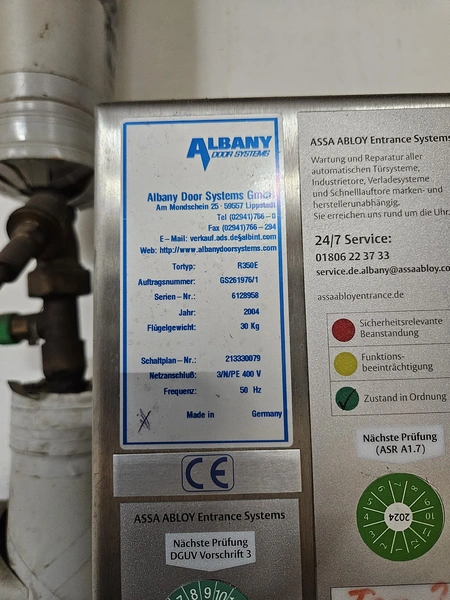 ALBANY
DOOR SYSTEMS
Albany Door Systems GmbH
Am Mondschein 25 - 59557 Lippstadt
Tel (02941)766-0
Fax (02941)766-294
E-Mail: verkauf.ads.de§albint.com
Web: http://www.albanydoorsystems.com
Tortyp: R350E
Auftragsnummer: GS261976/1
Serien-Nr.: 6128958
Jahr: 2004
Flügelgewicht: 30 Kg
Schaltplan-Nr.: 213330079
Netzanschluß: 3/N/PE 400 V
Frequenz: 50 Hz
Made in Germany
CE
ASSA ABLOY Entrance Systems
Nächste Prüfung
DGUV Vorschrift 3
7 8 9 10
ASSA ABLOY Entrance Systems
Wartung und Reparatur aller
automatischen Türsysteme,
Industrietore, Verladesysteme
und Schnelllauftore marken- und
herstellerunabhängig.
Sie erreichen uns rund um die Uhr.
24/7 Service:
01806 22 37 33
service.de.albany@assaabloy.co
assaabloyentrance.de
Sicherheitsrelevante
Beanstandung
Funktions-
beeinträchtigung
Zustand in Ordnung
Nächste Prüfung
(ASR A1.7)
2024